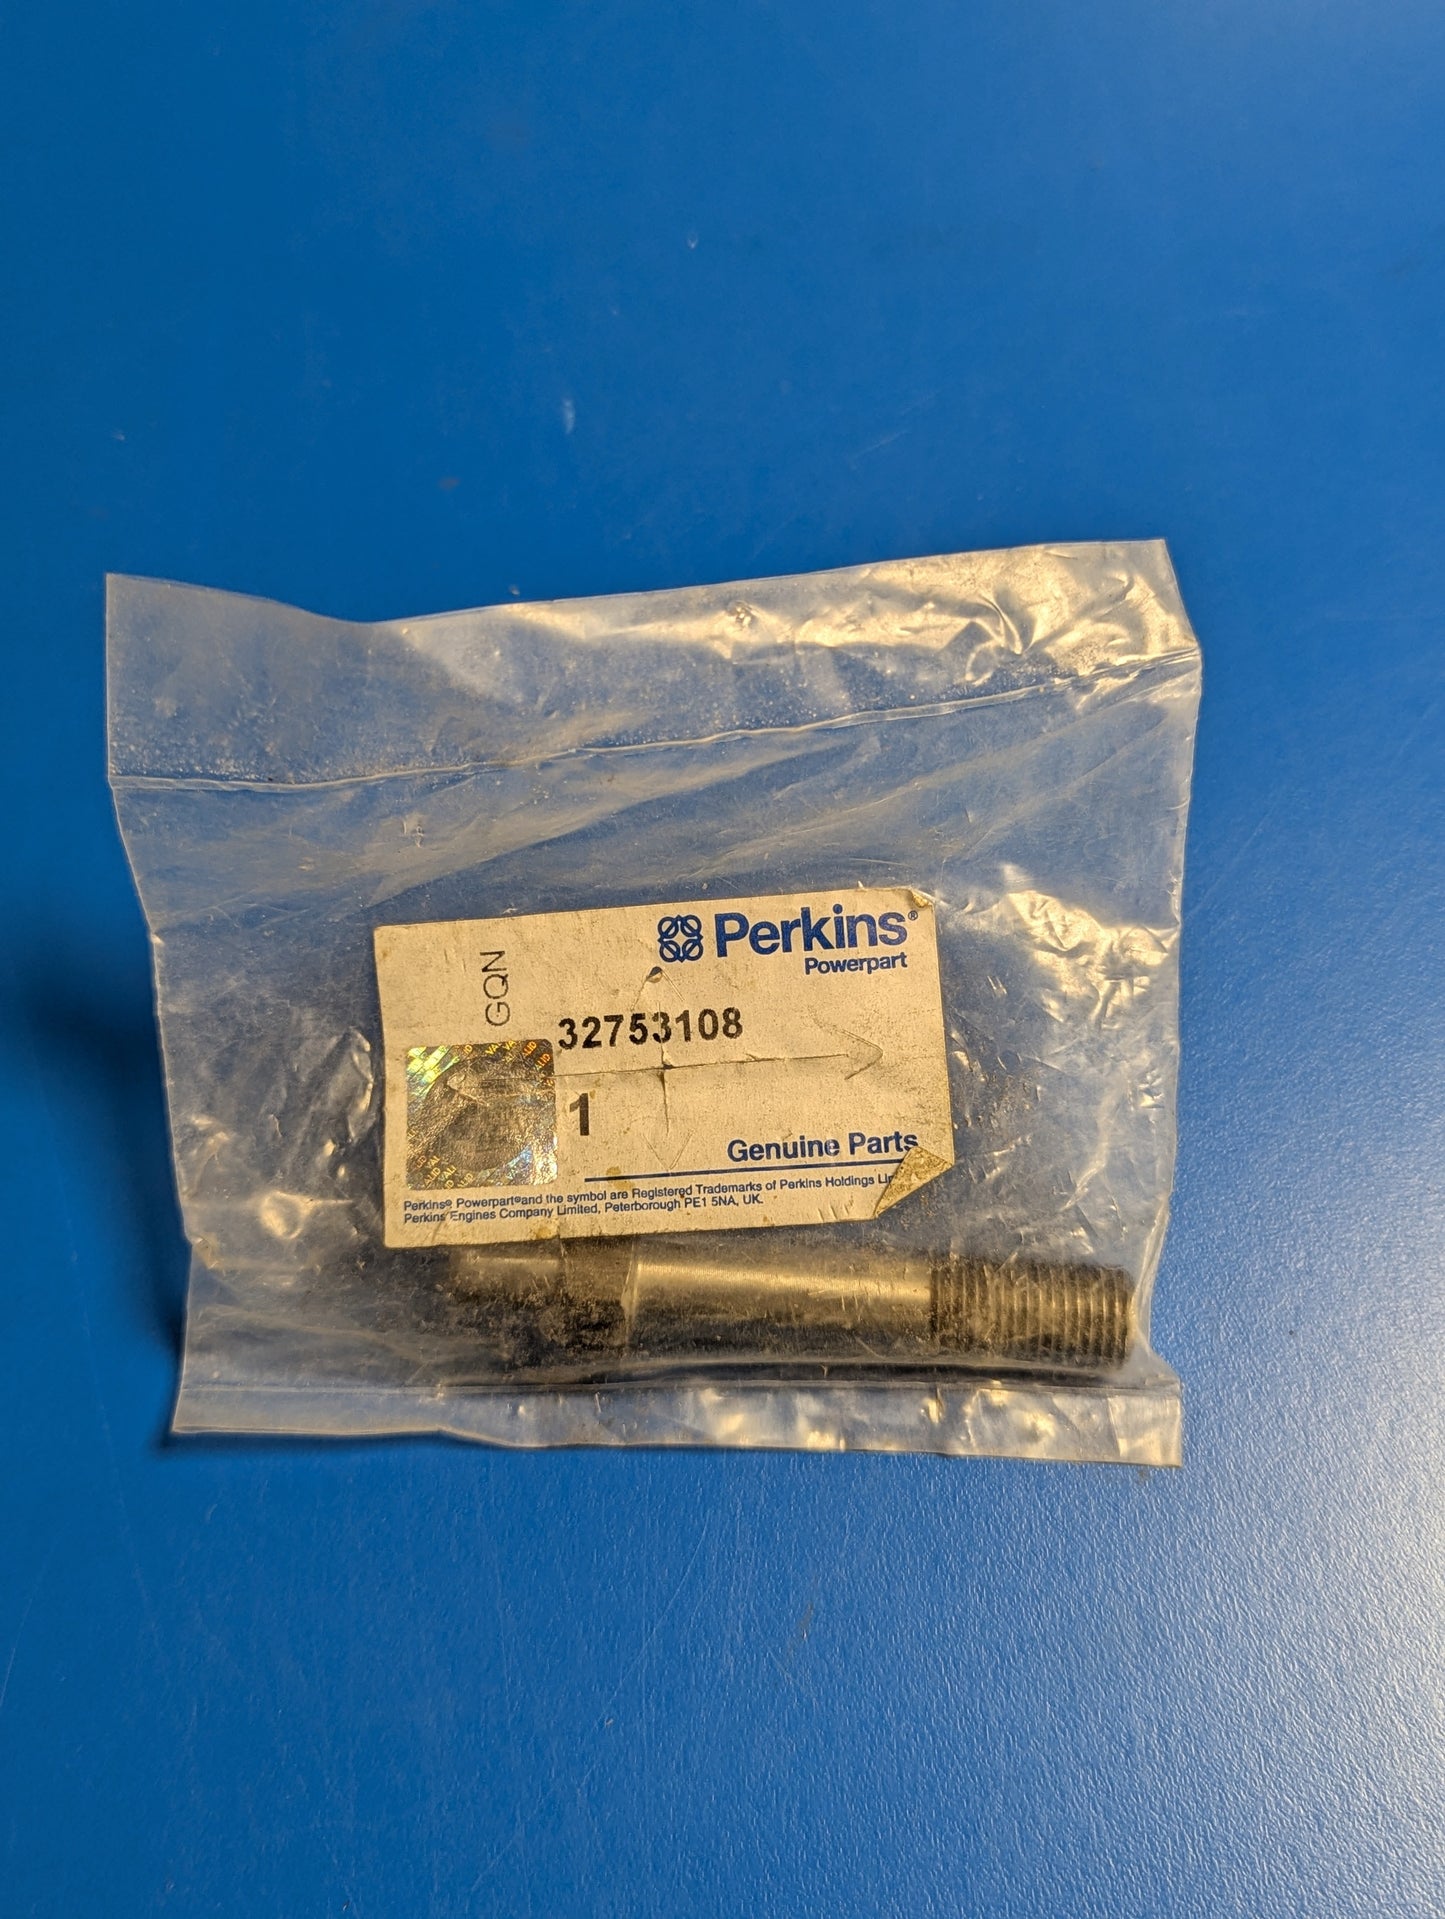 Perkins®
Powerpart
GQN
32753108
1
Genuine Parts
Perkins® Powerpart®and the symbol are Registered Trademarks of Perkins Holdings
Perkins Engines Company Limited, Peterborough PE1 5NA, UK.
VALID